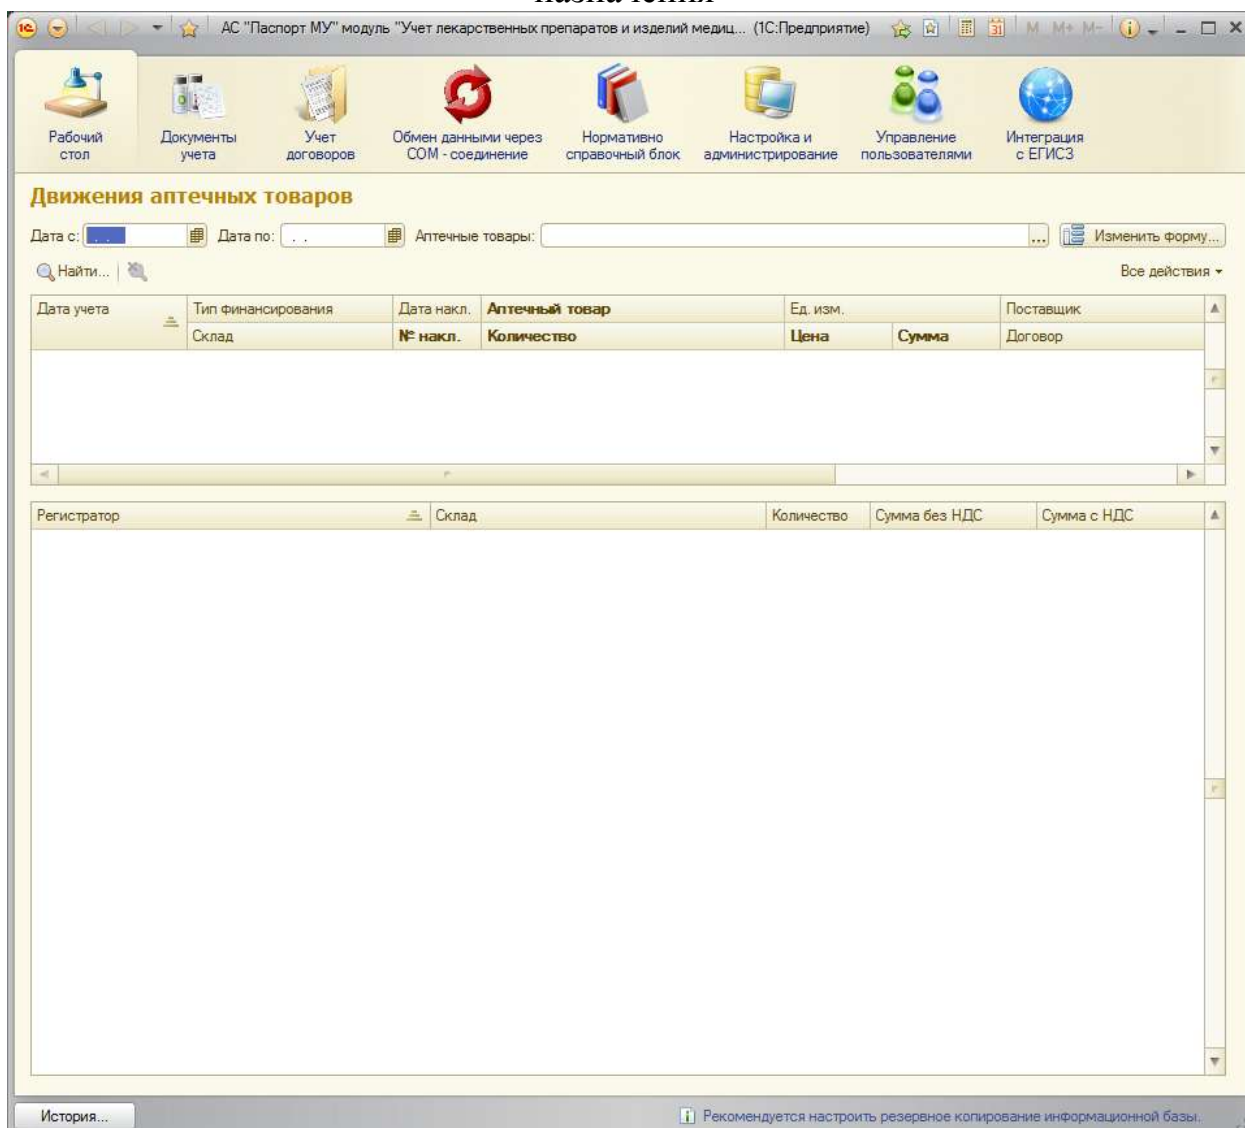 АС "Паспорт МУ" модуль "Учет лекарственных препаратов и изделий медиц... (1С:Предприятие)
M M+ M-
Рабочий стол
Документы учета
Учет договоров
Обмен данными через COM - соединение
Нормативно справочный блок
Настройка и администрирование
Управление пользователями
Интеграция с ЕГИСЗ
Движения аптечных товаров
Дата с: . . Дата по: . . Аптечные товары: ... Изменить форму...
Найти... Все действия
Дата учета Тип финансирования Дата накл. Аптечный товар Ед. изм. Поставщик
Склад № накл. Количество Цена Сумма Договор
Регистратор Склад Количество Сумма без НДС Сумма с НДС
История... Рекомендуется настроить резервное копирование информационной базы.